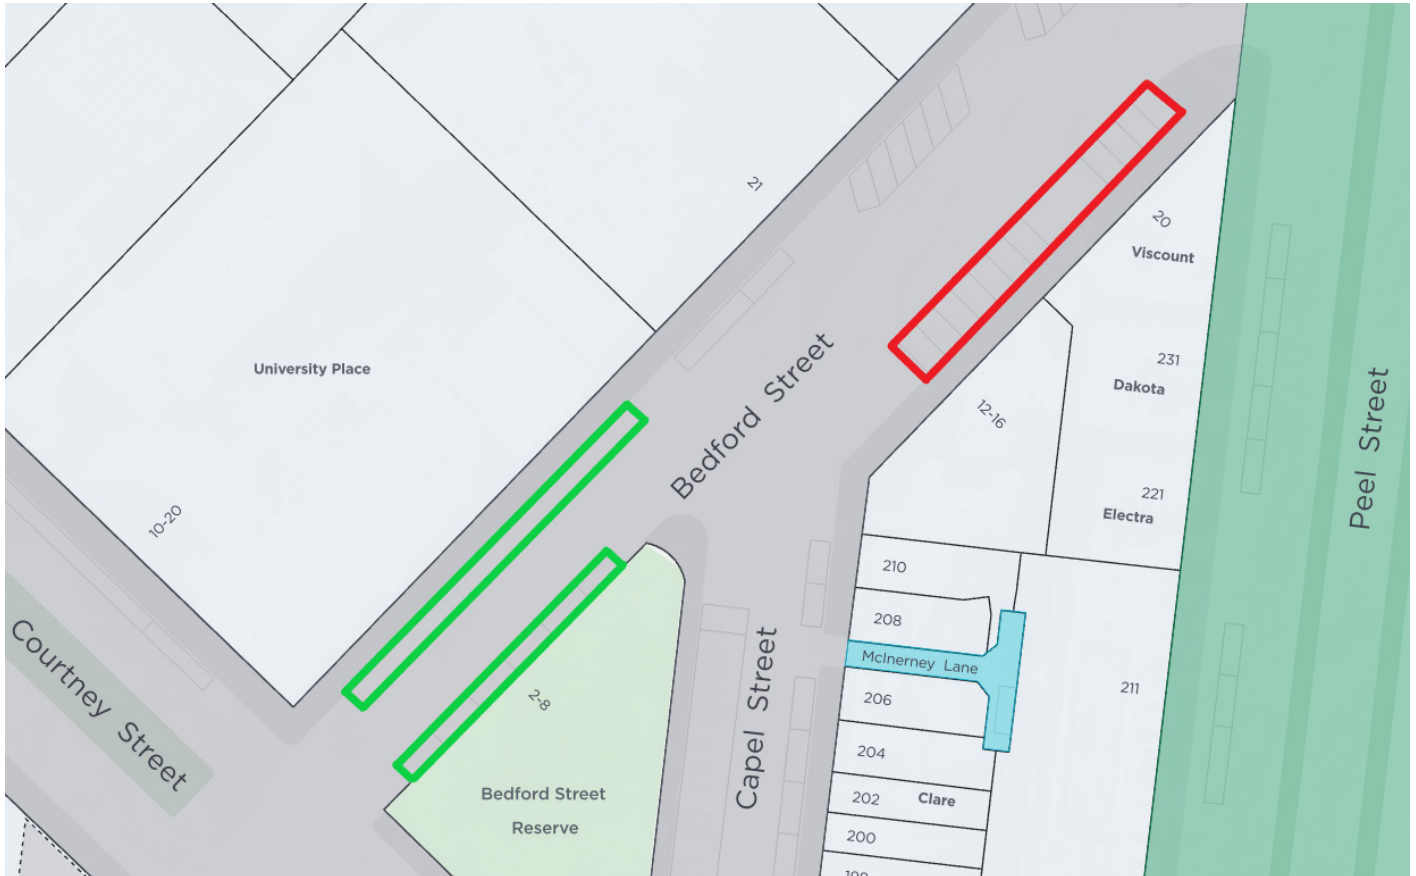 21
20
Viscount
231
Dakota
University Place
Bedford Street
Peel Street
12-16
221
Electra
10-20
210
208
McInerney Lane
Courtney Street
2-8
Capel Street
206
211
204
Bedford Street
Reserve
202
Clare
200